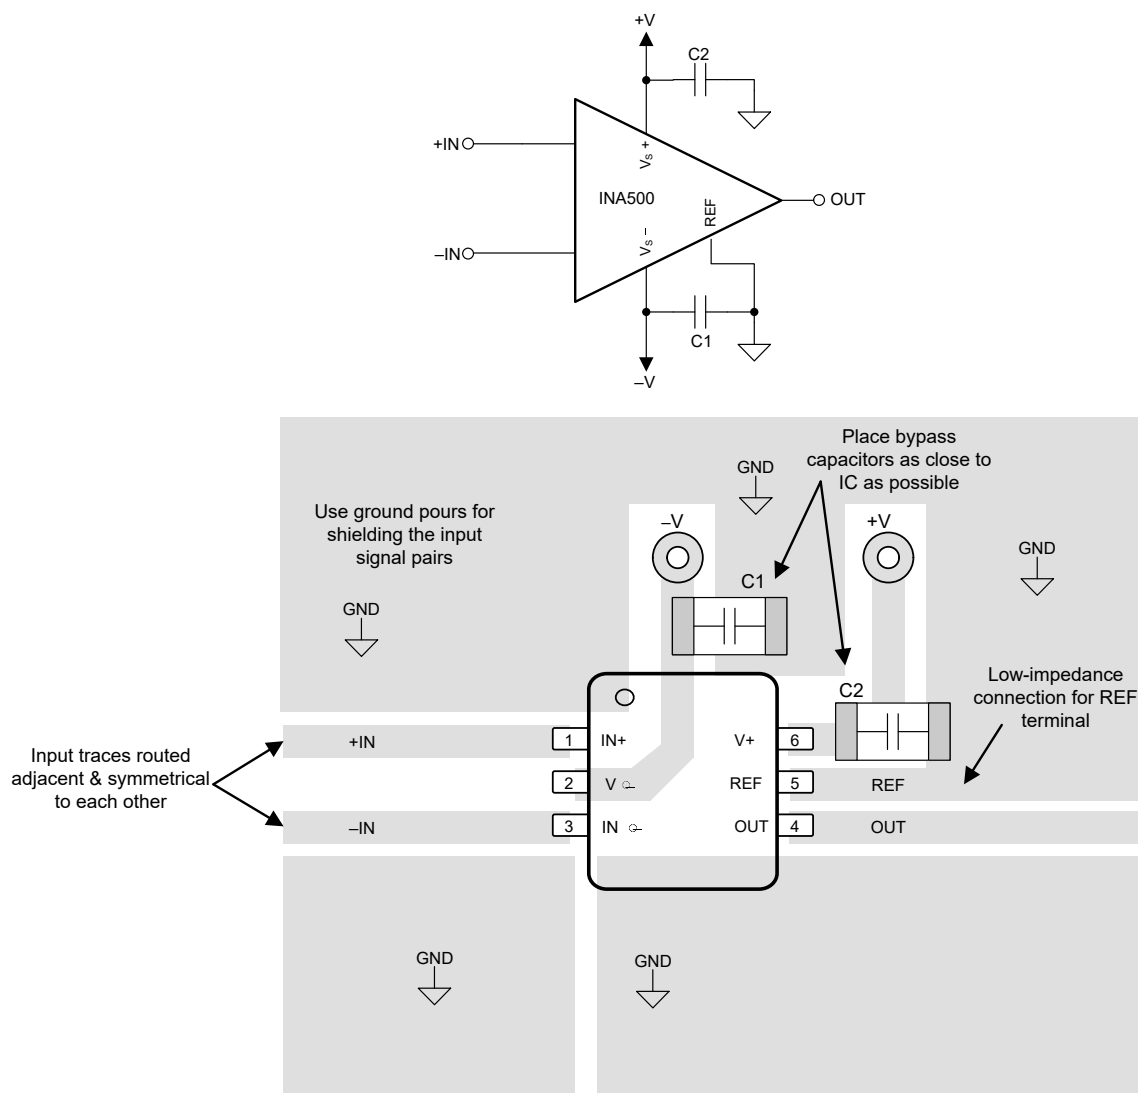 +V
C2
+IN
VS +
INA500
REF
OUT
–IN
VS –
C1
–V
Place bypass
capacitors as close to
IC as possible
GND
Use ground pours for
shielding the input
signal pairs
–V
+V
GND
C1
GND
Low-impedance
connection for REF
terminal
C2
+IN
1
IN+
V+
6
Input traces routed
adjacent & symmetrical
to each other
2
V –
REF
5
REF
–IN
3
IN –
OUT
4
OUT
GND
GND